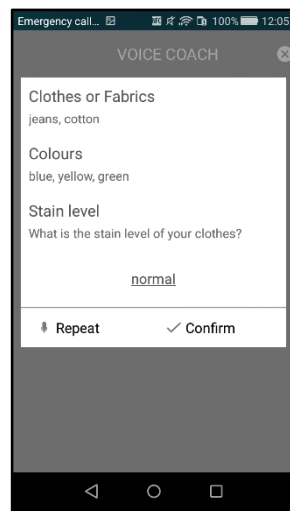 Emergency call... 100% 12:05
VOICE COACH
Clothes or Fabrics
jeans, cotton
Colours
blue, yellow, green
Stain level
What is the stain level of your clothes?
normal
Repeat Confirm